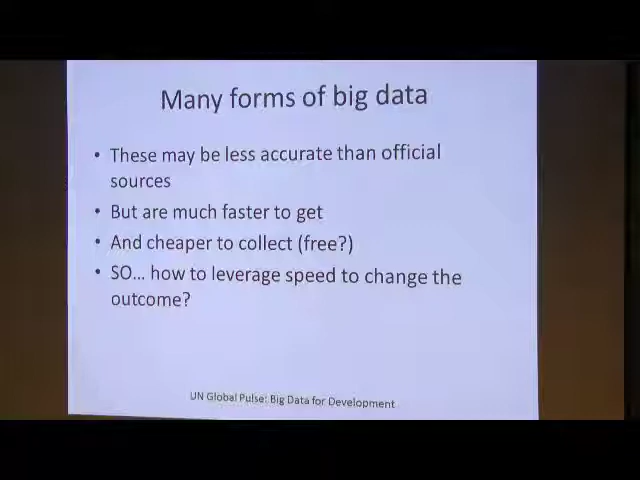 Many forms of big data
• These may be less accurate than official
sources
• But are much faster to get
• And cheaper to collect (free?)
• SO... how to leverage speed to change the
outcome?
UN Global Pulse: Big Data for Development